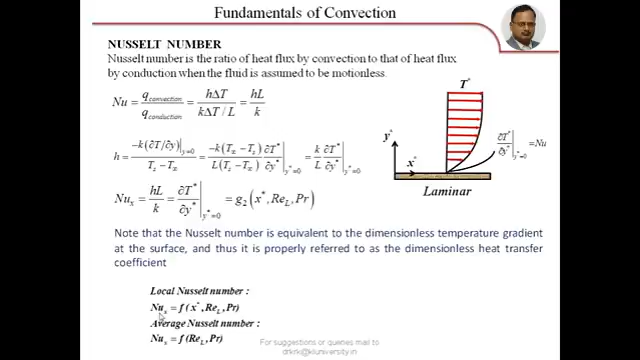 Fundamentals of Convection
NUSSELT NUMBER
Nusselt number is the ratio of heat flux by convection to that of heat flux
by conduction when the fluid is assumed to be motionless.
Nu = q_convection / q_conduction = hΔT / (kΔT / L) = hL / k
h = −k(∂T/∂y)|_{y=0} / (T_s − T_∞) = −k(T_∞ − T_s) / L(T_s − T_∞) ∂T*/∂y*|_{y*=0} = k/L ∂T*/∂y*|_{y*=0}
Nu_x = hL / k = ∂T*/∂y*|_{y*=0} = g_2(x*, Re_L, Pr)
T*
y*
∂T*/∂y*|_{y*=0} = Nu
x*
Laminar
Note that the Nusselt number is equivalent to the dimensionless temperature gradient
at the surface, and thus it is properly referred to as the dimensionless heat transfer
coefficient
Local Nusselt number :
Nu_x = f( x*, Re_L, Pr)
Average Nusselt number :
Nu_x = f(Re_L, Pr)
For suggestions or queries mail to
drkrk@kluniversity.in